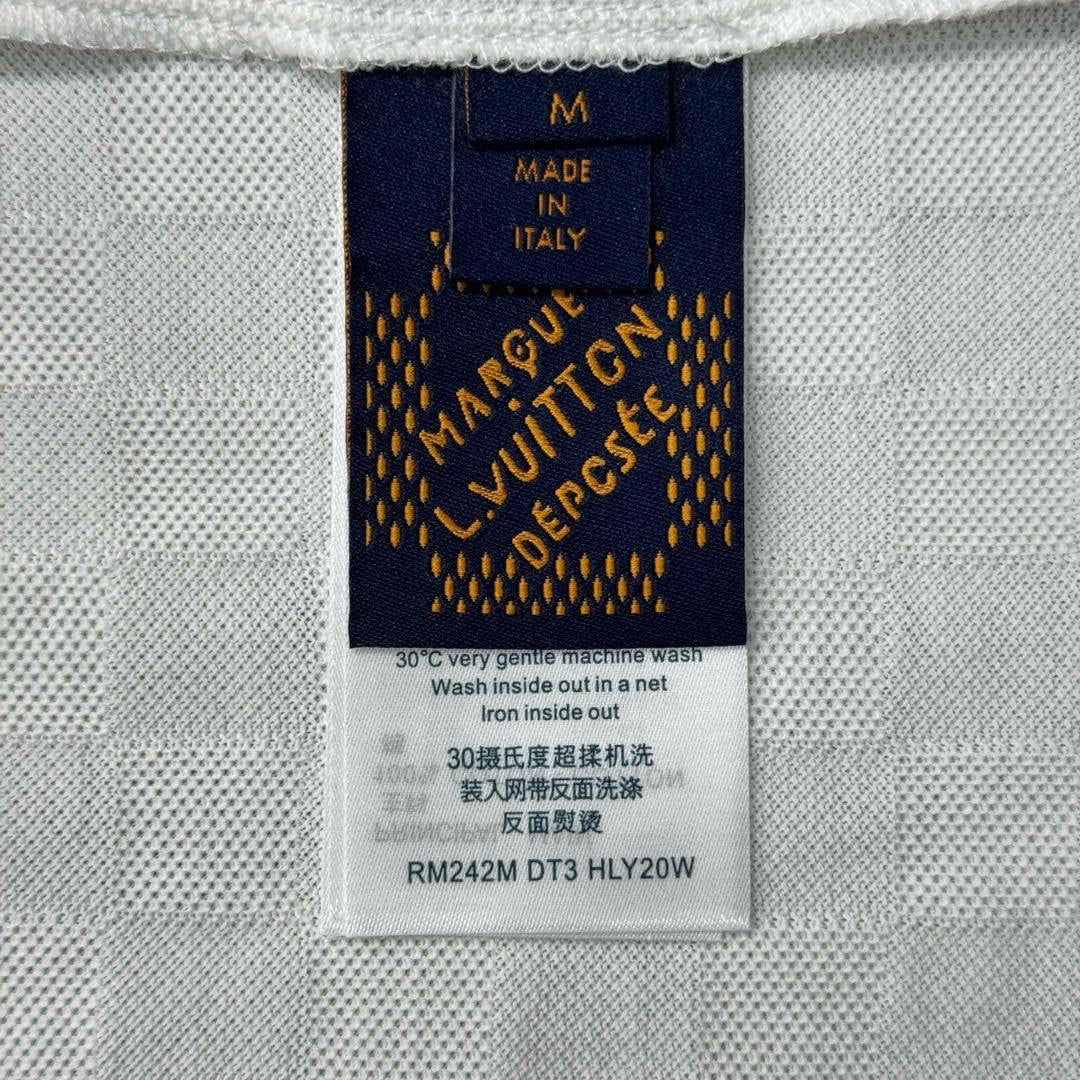 M
MADE
IN
ITALY
MARQUE
L.VUITTON
DÉPOSÉE
30°C very gentle machine wash
Wash inside out in a net
Iron inside out
30摄氏度超揉机洗
装入网带反面洗涤
反面熨烫
RM242M DT3 HLY20W